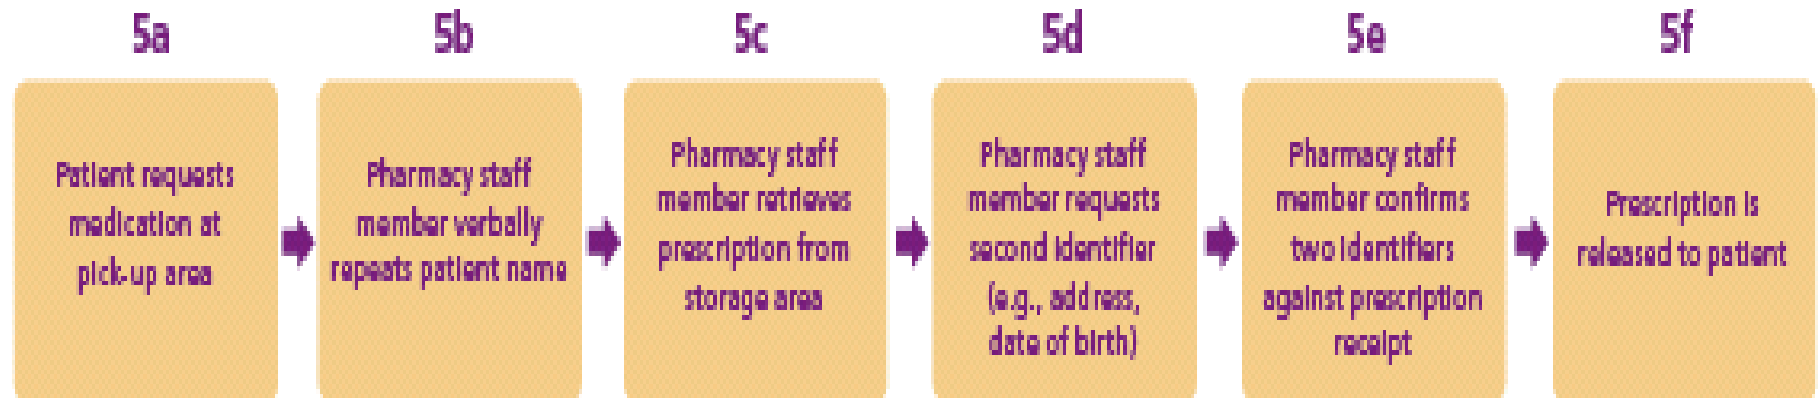 5a
5b
5c
5d
5e
5f
Patient requests
medication at
pick-up area
Pharmacy staff
member verbally
repeats patient name
Pharmacy staff
member retrieves
prescription from
storage area
Pharmacy staff
member requests
second identifier
(e.g., address,
date of birth)
Pharmacy staff
member confirms
two identifiers
against prescription
receipt
Prescription is
released to patient